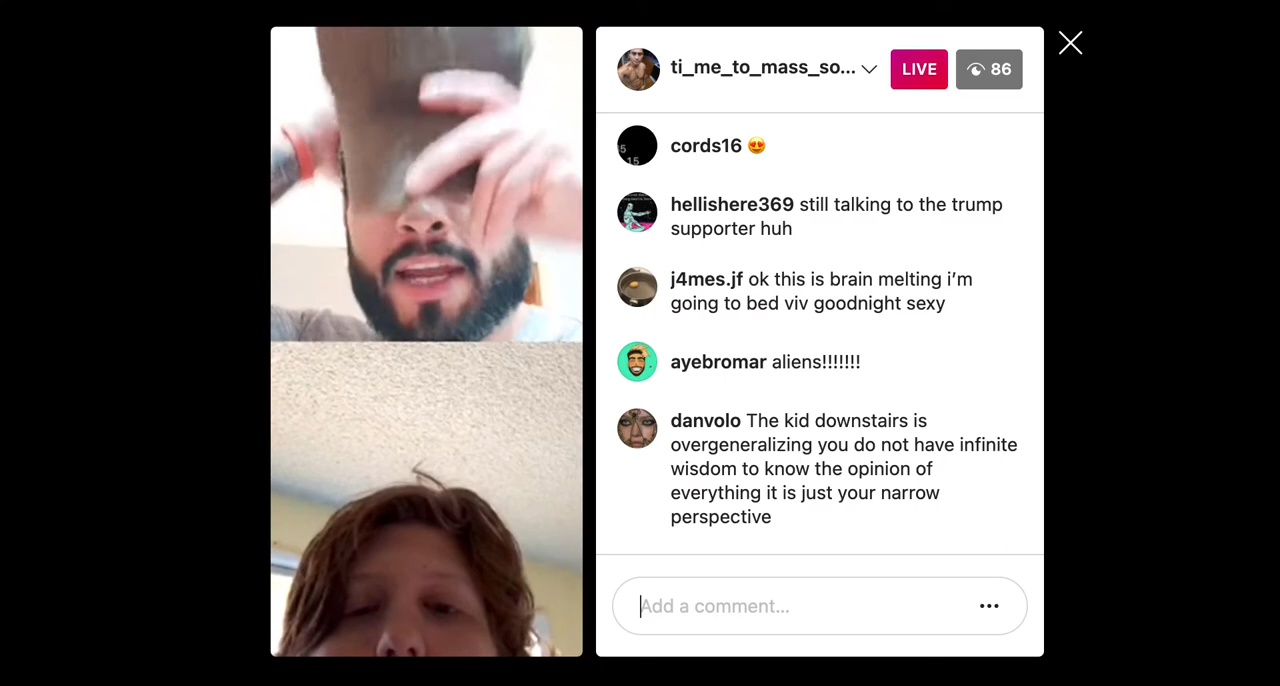 ti_me_to_mass_so...
LIVE
86
cords16 😍
hellishere369 still talking to the trump
supporter huh
j4mes.jf ok this is brain melting i’m
going to bed viv goodnight sexy
ayebromar aliens!!!!!!!
danvolo The kid downstairs is
overgeneralizing you do not have infinite
wisdom to know the opinion of
everything it is just your narrow
perspective
Add a comment...